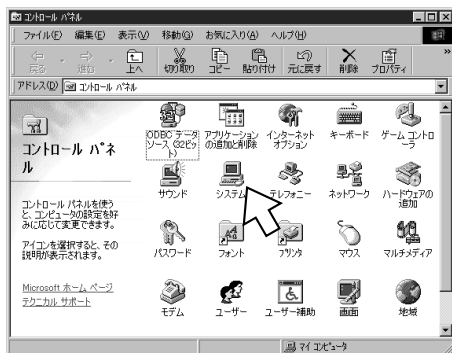 コントロール パネル
ファイル(F) 編集(E) 表示(V) 移動(G) お気に入り(A) ヘルプ(H)
戻る 進む 上へ 切り取り コピー 貼り付け 元に戻す 削除 プロパティ »
アドレス(D) コントロール パネル
コントロール パネ
ル
コントロール パネルを使う
と、コンピュータの設定を好
みに応じて変更できます。
アイコンを選択すると、その
説明が表示されます。
Microsoft ホーム ページ
テクニカル サポート
ODBC データ
ソース (32ビッ
ト)
アプリケーション
の追加と削除
インターネット
オプション
キーボード
ゲーム コントロ
ーラ
サウンド
システム
テレフォニー
ネットワーク
ハードウェアの
追加
パスワード
フォント
プリンタ
マウス
マルチメディア
モデム
ユーザー
ユーザー補助
画面
地域
マイ コンピュータ